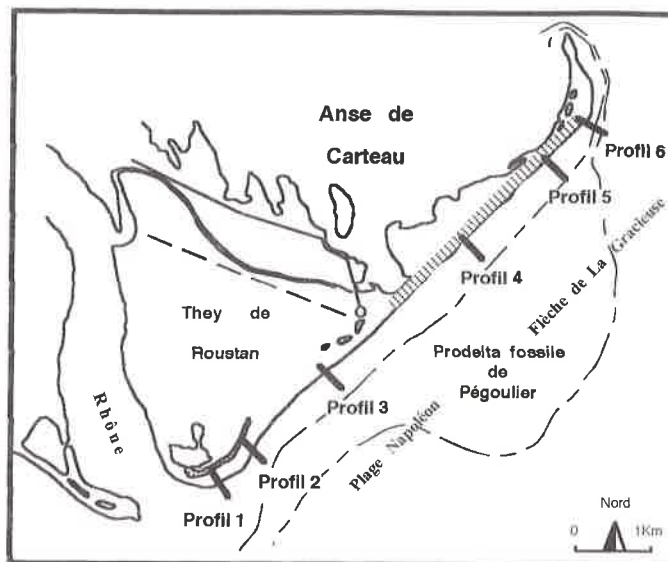 Anse de
Carteau
Profil 6
Profil 5
Profil 4
Flèche de La Gracieuse
They de
Roustan
Prodelta fossile
de
Pégoulier
Profil 3
Rhône
Plage Napoléon
Profil 2
Profil 1
Nord
0 1Km